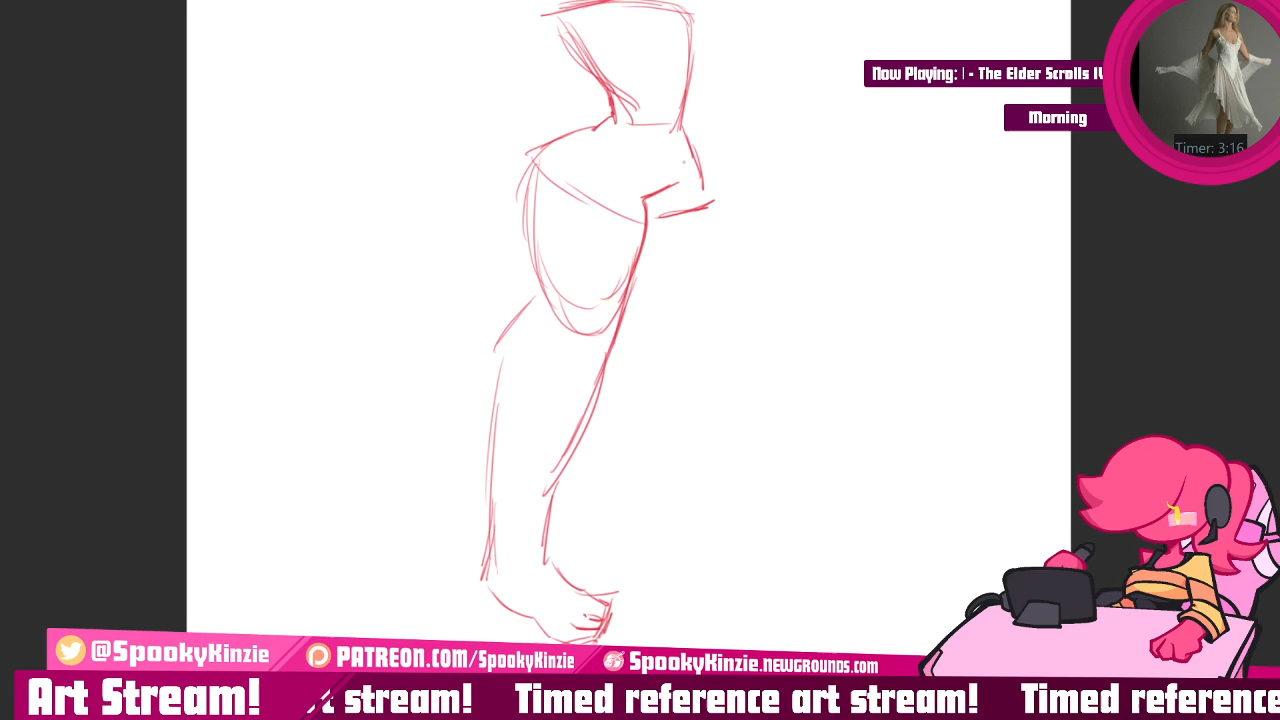 Now Playing: | - The Elder Scrolls IV
Morning
Timer: 3:16
@SpookyKinzie
PATREON.COM/SpookyKinzie
SpookyKinzie.NEWGROUNDS.com
Art Stream!
t stream! Timed reference art stream! Timed reference